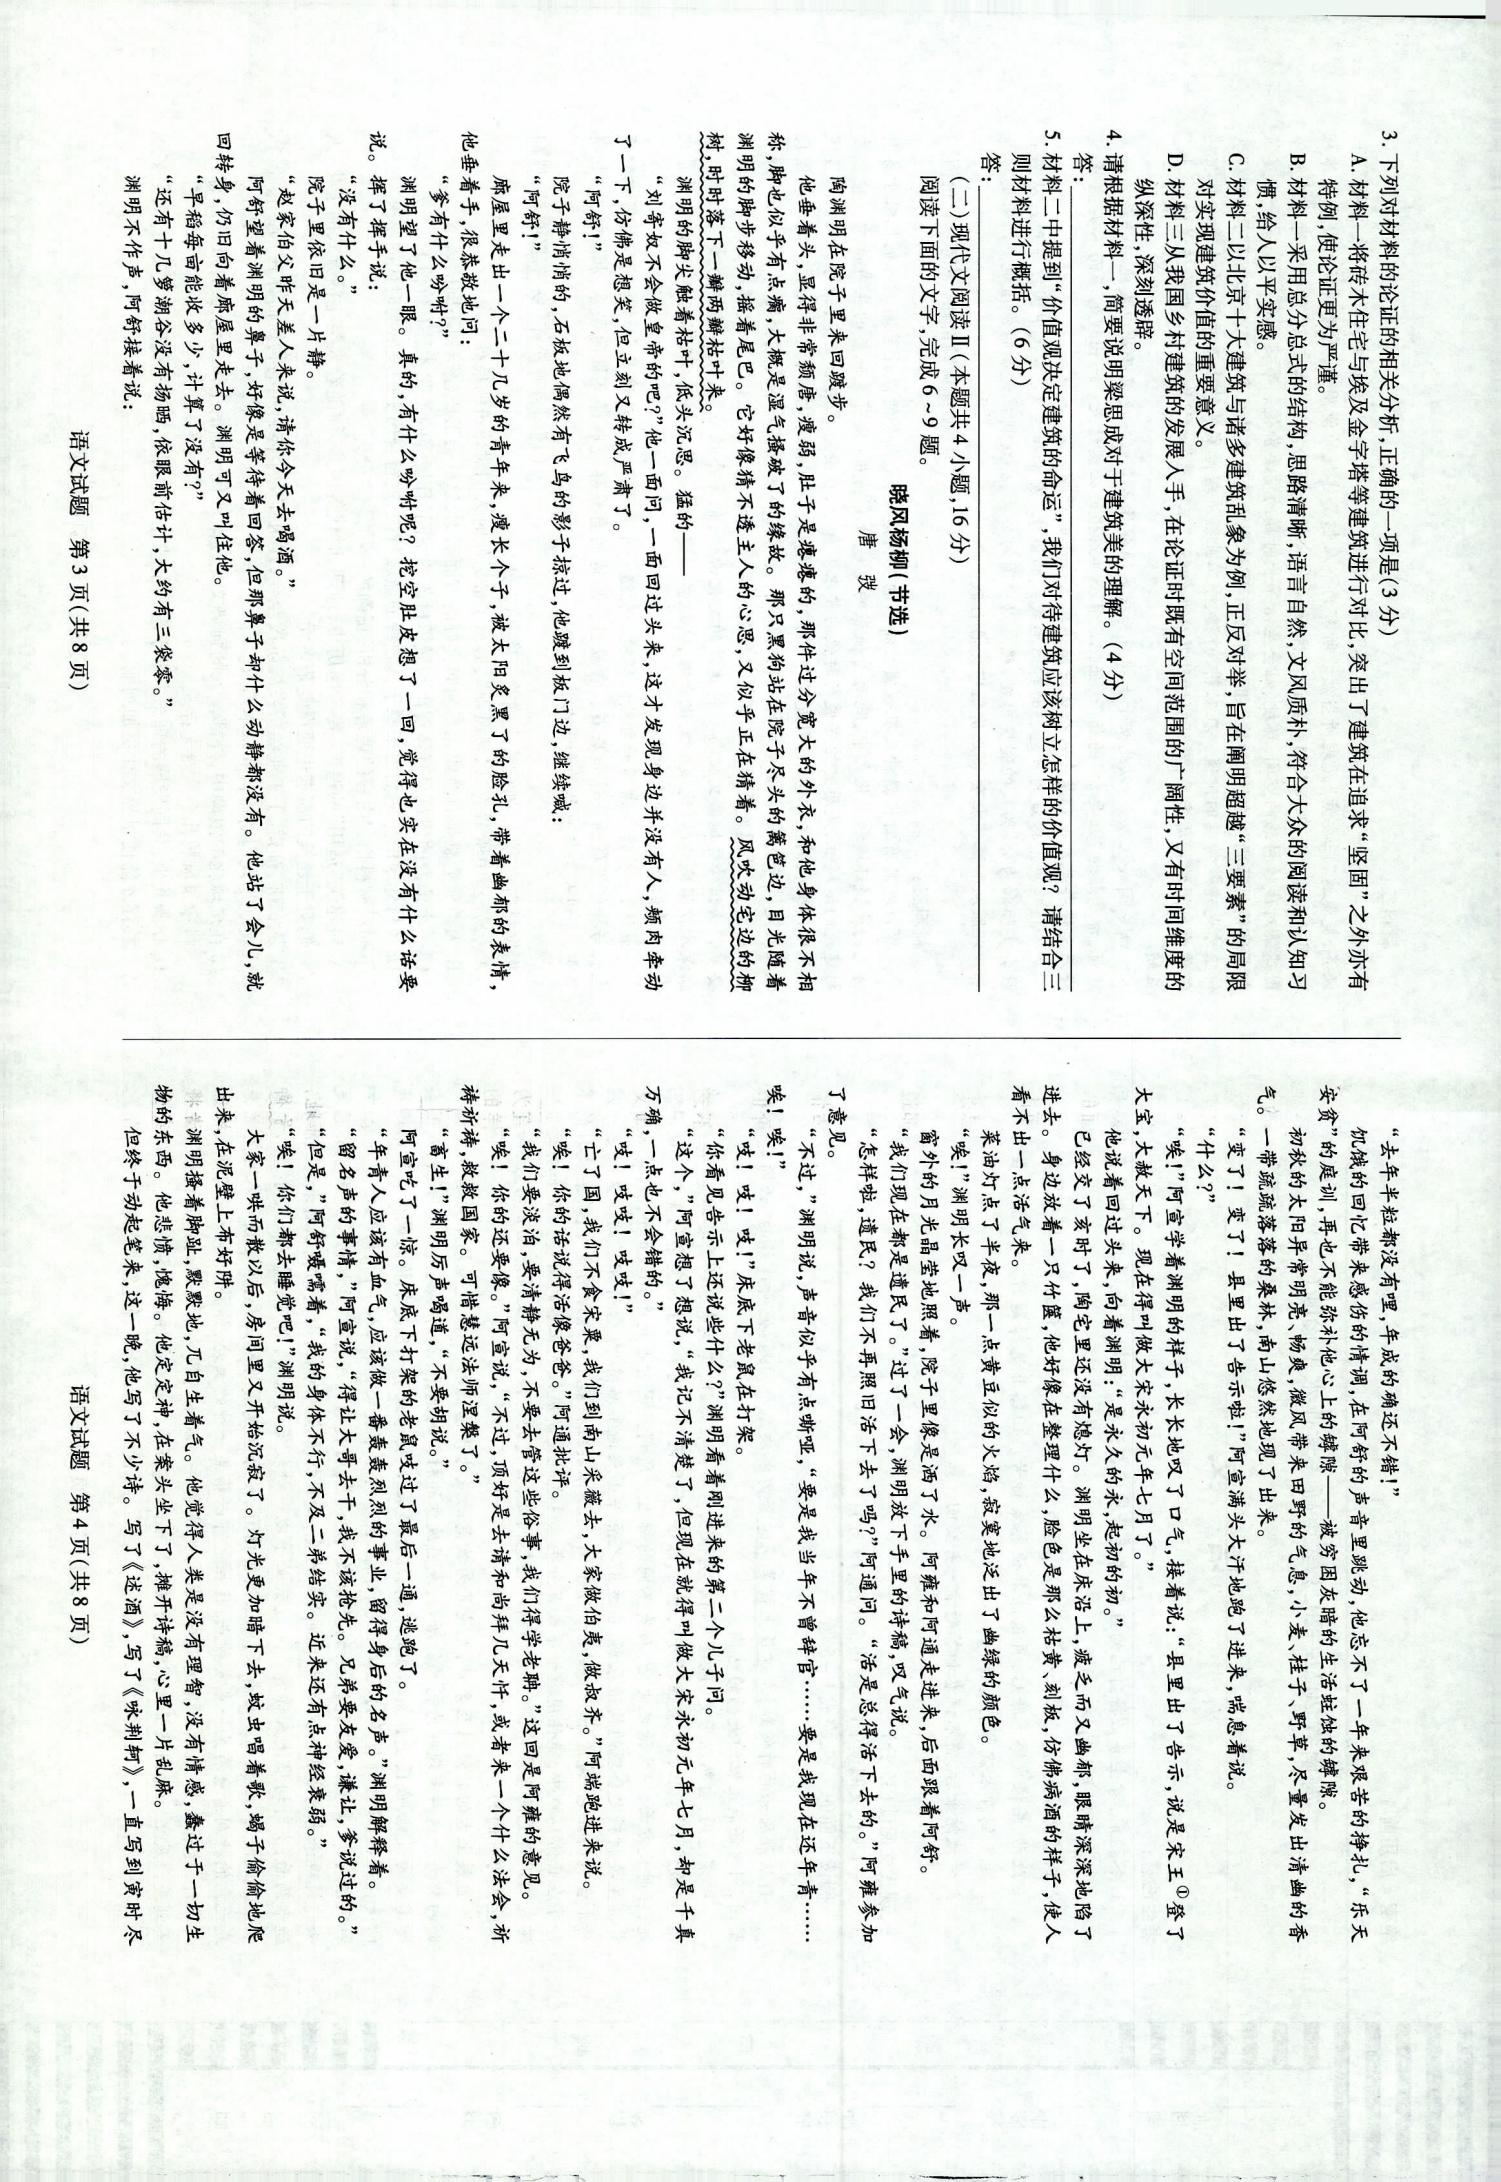 3. 下列对材料的论证的相关分析,正确的一项是(3 分)
A. 材料一将砖木住宅与埃及金字塔等建筑进行对比,突出了建筑在追求“坚固”之外亦有
特例,使论证更为严谨。
B. 材料一采用总分总式的结构,思路清晰,语言自然,文风质朴,符合大众的阅读和认知习
惯,给人以平实感。
C. 材料二以北京十大建筑与诸多建筑乱象为例,正反对举,旨在阐明超越“三要素”的局限
对实现建筑价值的重要意义。
D. 材料三从我国乡村建筑的发展入手,在论证时既有空间范围的广阔性,又有时间维度的
纵深性,深刻透辟。
4. 请根据材料一,简要说明梁思成对于建筑美的理解。(4 分)
答:
5. 材料二中提到“价值观决定建筑的命运”,我们对待建筑应该树立怎样的价值观? 请结合三
则材料进行概括。(6 分)
答:
(二)现代文阅读Ⅱ(本题共 4 小题,16 分)
阅读下面的文字,完成 6~9 题。
晓风杨柳(节选)
唐 弢
陶渊明在院子里来回踱步。
他垂着头,显得非常颓唐,瘦弱,肚子是瘪瘪的,那件过分宽大的外衣,和他身体很不相
称,脚也似乎有点瘸,大概是湿气搔破了的缘故。那只黑狗站在院子尽头的篱笆边,目光随着
渊明的脚步移动,摇着尾巴。它好像猜不透主人的心思,又似乎正在猜着。风吹动宅边的柳
树,时时落下一瓣两瓣枯叶来。
渊明的脚尖触着枯叶,低头沉思。猛的——
“刘寄奴不会做皇帝的吧?”他一面问,一面回过头来,这才发现身边并没有人,颊肉牵动
了一下,仿佛是想笑,但立刻又转成严肃了。
“阿舒!”
院子静悄悄的,石板地偶然有飞鸟的影子掠过,他踱到板门边,继续喊:
“阿舒!”
廊屋里走出一个二十几岁的青年来,瘦长个子,被太阳炙黑了的脸孔,带着幽郁的表情,
他垂着手,很恭敬地问:
“爹有什么吩咐?”
渊明望了他一眼。真的,有什么吩咐呢? 挖空肚皮想了一回,觉得也实在没有什么话要
说。挥了挥手说:
“没有什么。”
院子里依旧是一片静。
“赵家伯父昨天差人来说,请你今天去喝酒。”
阿舒望着渊明的鼻子,好像是等待着回答,但那鼻子却什么动静都没有。他站了会儿,就
回转身,仍旧向着廊屋里走去。渊明可又叫住他。
“早稻每亩能收多少,计算了没有?”
“还有十几箩潮谷没有扬晒,依眼前估计,大约有三袋零。”
渊明不作声,阿舒接着说:
语文试题 第 3 页(共 8 页)
“去年半粒都没有哩,年成的确还不错!”
饥饿的回忆带来感伤的情调,在阿舒的声音里跳动,他忘不了一年来艰苦的挣扎,“乐天
安贫”的庭训,再也不能弥补他心上的罅隙——被穷困灰暗的生活蛀蚀的罅隙。
初秋的太阳异常明亮、畅爽,微风带来田野的气息,小麦、桂子、野草,尽量发出清幽的香
气。一带疏疏落落的桑林,南山悠然地现了出来。
“变了! 变了! 县里出了告示啦!”阿宣满头大汗地跑了进来,喘息着说。
“什么?”
“唉!”阿宣学着渊明的样子,长长地叹了口气,接着说:“县里出了告示,说是宋王①登了
大宝,大赦天下。现在得叫做大宋永初元年七月了。”
他说着回过头来,向着渊明:“是永久的永,起初的初。”
已经交了亥时了,陶宅里还没有熄灯。渊明坐在床沿上,疲乏而又幽郁,眼睛深深地陷了
进去。身边放着一只竹箧,他好像在整理什么,脸色是那么枯黄、刻板,仿佛病酒的样子,使人
看不出一点活气来。
菜油灯点了半夜,那一点黄豆似的火焰,寂寞地泛出了幽绿的颜色。
“唉!”渊明长叹一声。
窗外的月光晶莹地照着,院子里像是洒了水。阿雍和阿通走进来,后面跟着阿舒。
“我们现在都是遗民了。”过了一会,渊明放下手里的诗稿,叹气说。
“怎样啦,遗民? 我们不再照旧活下去了吗?”阿通问。“活是总得活下去的。”阿雍参加
了意见。
“不过,”渊明说,声音似乎有点嘶哑,“要是我当年不曾辞官……要是我现在还年青……
唉! 唉!”
“吱! 吱! 吱!”床底下老鼠在打架。
“你看见告示上还说些什么?”渊明看着刚进来的第二个儿子问。
“这个,”阿宣想了想说,“我记不清楚了,但现在就得叫做大宋永初元年七月,却是千真
万确,一点也不会错的。”
“吱! 吱吱! 吱吱!”
“亡了国,我们不食宋粟,我们到南山采薇去,大家做伯夷,做叔齐。”阿端跑进来说。
“唉! 你的话说得活像爸爸。”阿通批评。
“我们要淡泊,要清静无为,不要去管这些俗事,我们得学老聃。”这回是阿雍的意见。
“唉! 你的还要像。”阿宣说,“不过,顶好是去请和尚拜几天忏,或者来一个什么法会,祈
祷祈祷,救救国家。可惜慧远法师涅槃了。”
“畜生!”渊明厉声喝道,“不要胡说。”
阿宣吃了一惊。床底下打架的老鼠吱过了最后一通,逃跑了。
“年青人应该有血气,应该做一番轰轰烈烈的事业,留得身后的名声。”渊明解释着。
“留名声的事情,”阿宣说,“得让大哥去干,我不该抢先。兄弟要友爱,谦让,爹说过的。”
“但是,”阿舒嗫嚅着,“我的身体不行,不及二弟结实。近来还有点神经衰弱。”
“唉! 你们都去睡觉吧!”渊明说。
大家一哄而散以后,房间里又开始沉寂了。灯光更加暗下去,蚊虫唱着歌,蝎子偷偷地爬
出来,在泥壁上布好阱。
渊明搔着脚趾,默默地,兀自生着气。他觉得人类是没有理智,没有情感,蠢过于一切生
物的东西。他悲愤,愧悔。他定定神,在案头坐下了,摊开诗稿,心里一片乱麻。
但终于动起笔来,这一晚,他写了不少诗。写了《述酒》,写了《咏荆轲》,一直写到寅时尽
语文试题 第 4 页(共 8 页)